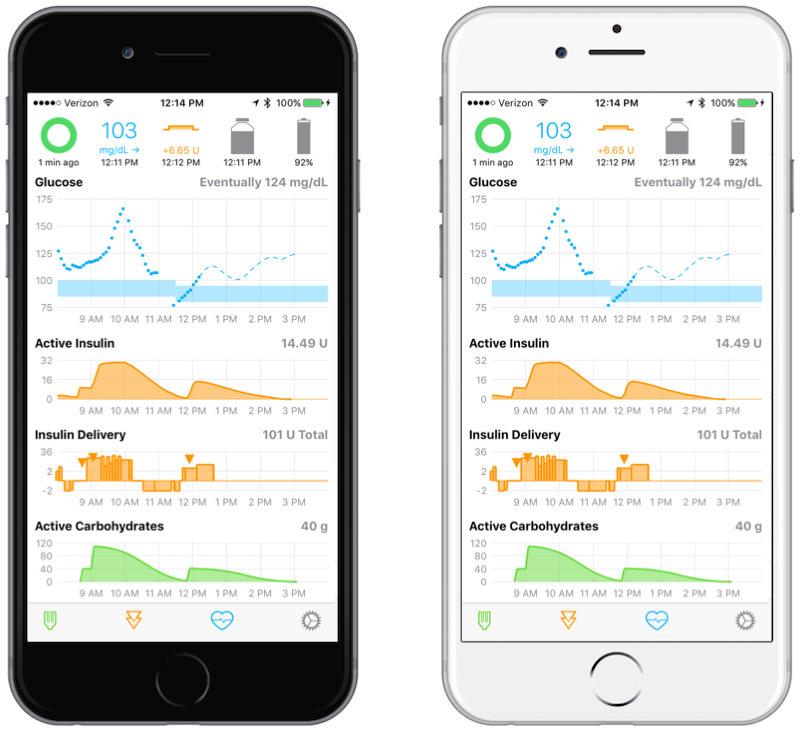 ●●●●○ Verizon 12:14 PM 100%
103
mg/dL → +6.65 U
1 min ago 12:11 PM 12:12 PM 12:11 PM 92%
Glucose Eventually 124 mg/dL
175
150
125
100
75
9 AM 10 AM 11 AM 12 PM 1 PM 2 PM 3 PM
Active Insulin 14.49 U
32
16
0
9 AM 10 AM 11 AM 12 PM 1 PM 2 PM 3 PM
Insulin Delivery 101 U Total
36
2
-2
9 AM 10 AM 11 AM 12 PM 1 PM 2 PM 3 PM
Active Carbohydrates 40 g
120
80
40
0
9 AM 10 AM 11 AM 12 PM 1 PM 2 PM 3 PM
●●●●○ Verizon 12:14 PM 100%
103
mg/dL → +6.65 U
1 min ago 12:11 PM 12:12 PM 12:11 PM 92%
Glucose Eventually 124 mg/dL
175
150
125
100
75
9 AM 10 AM 11 AM 12 PM 1 PM 2 PM 3 PM
Active Insulin 14.49 U
32
16
0
9 AM 10 AM 11 AM 12 PM 1 PM 2 PM 3 PM
Insulin Delivery 101 U Total
36
2
-2
9 AM 10 AM 11 AM 12 PM 1 PM 2 PM 3 PM
Active Carbohydrates 40 g
120
80
40
0
9 AM 10 AM 11 AM 12 PM 1 PM 2 PM 3 PM